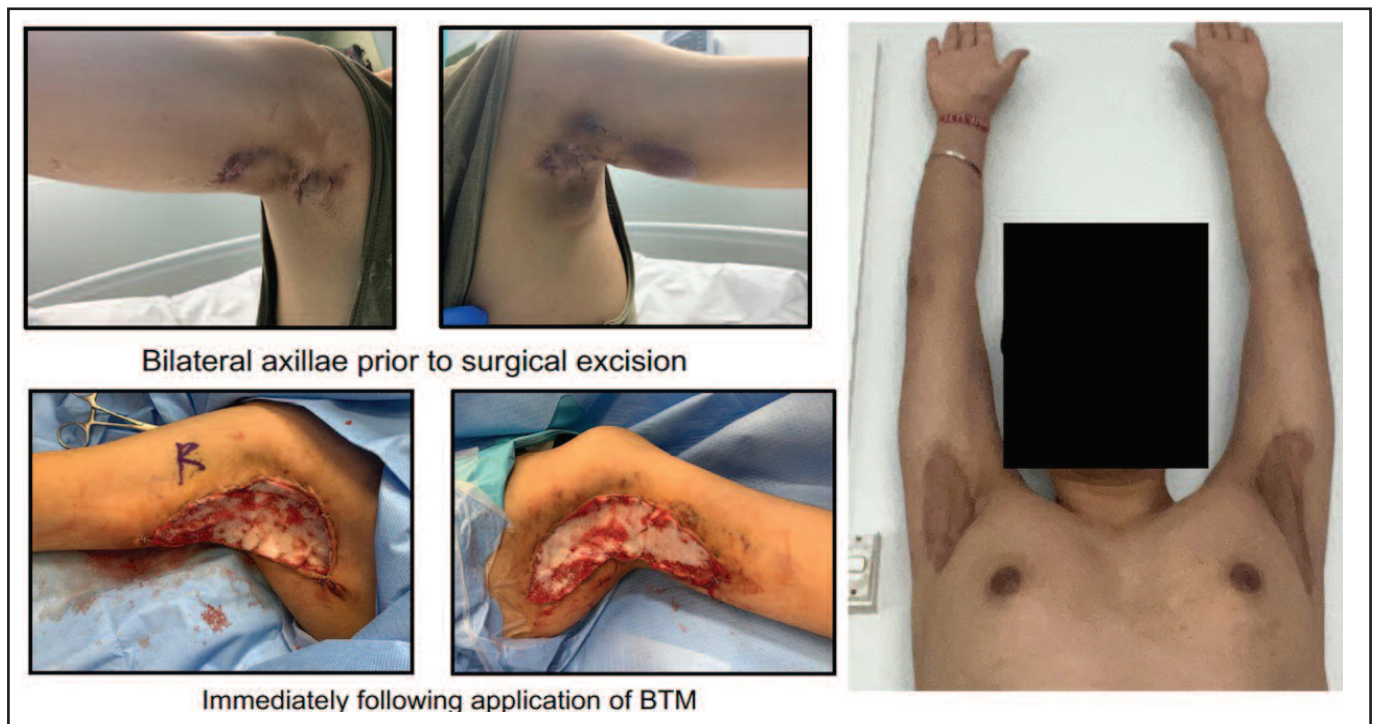 Bilateral axillae prior to surgical excision
R
Immediately following application of BTM